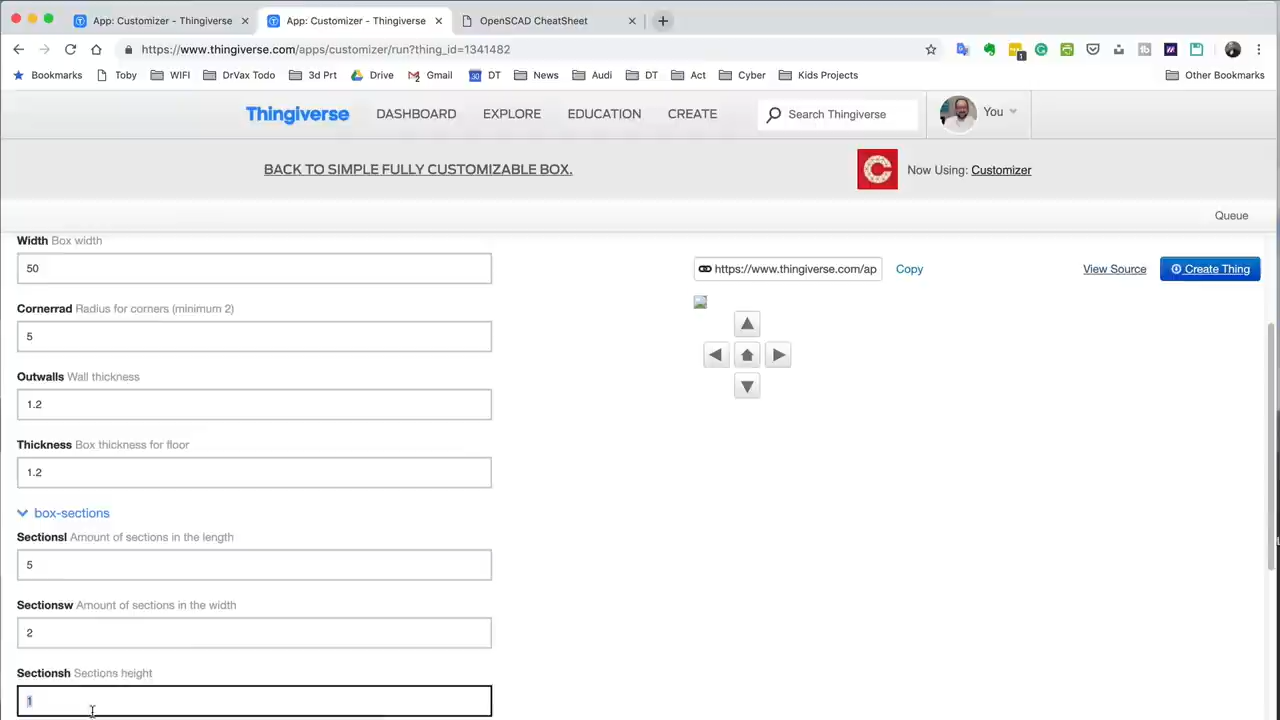 App: Customizer - Thingiverse
App: Customizer - Thingiverse
OpenSCAD CheatSheet
https://www.thingiverse.com/apps/customizer/run?thing_id=1341482
Bookmarks Toby WIFI DrVax Todo 3d Prt Drive Gmail DT News Audi DT Act Cyber Kids Projects Other Bookmarks
Thingiverse DASHBOARD EXPLORE EDUCATION CREATE Search Thingiverse You
BACK TO SIMPLE FULLY CUSTOMIZABLE BOX. Now Using: Customizer
Queue
Width Box width
50
https://www.thingiverse.com/ap Copy View Source Create Thing
Cornerrad Radius for corners (minimum 2)
5
Outwalls Wall thickness
1.2
Thickness Box thickness for floor
1.2
box-sections
Sectionsl Amount of sections in the length
5
Sectionsw Amount of sections in the width
2
Sectionsh Sections height
1